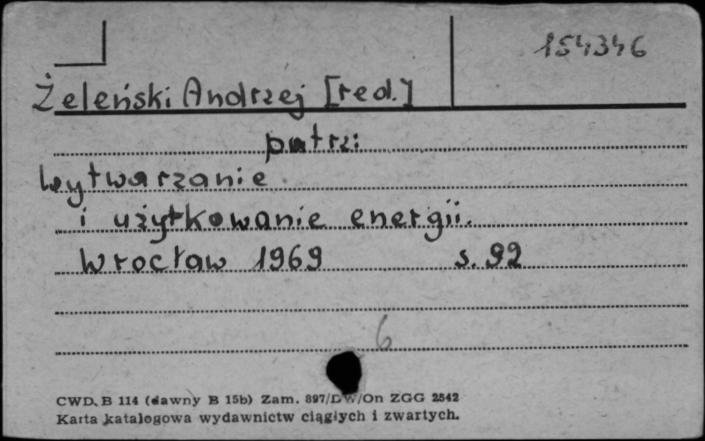 154346
Żeleński Andrzej [red.]
patrz:
Wytwarzanie
i użytkowanie energii.
Wrocław 1969 s. 92
6
CWD. B 114 (dawny B 15b) Zam. 897/DW/On ZGG 2542
Karta katalogowa wydawnictw ciągłych i zwartych.